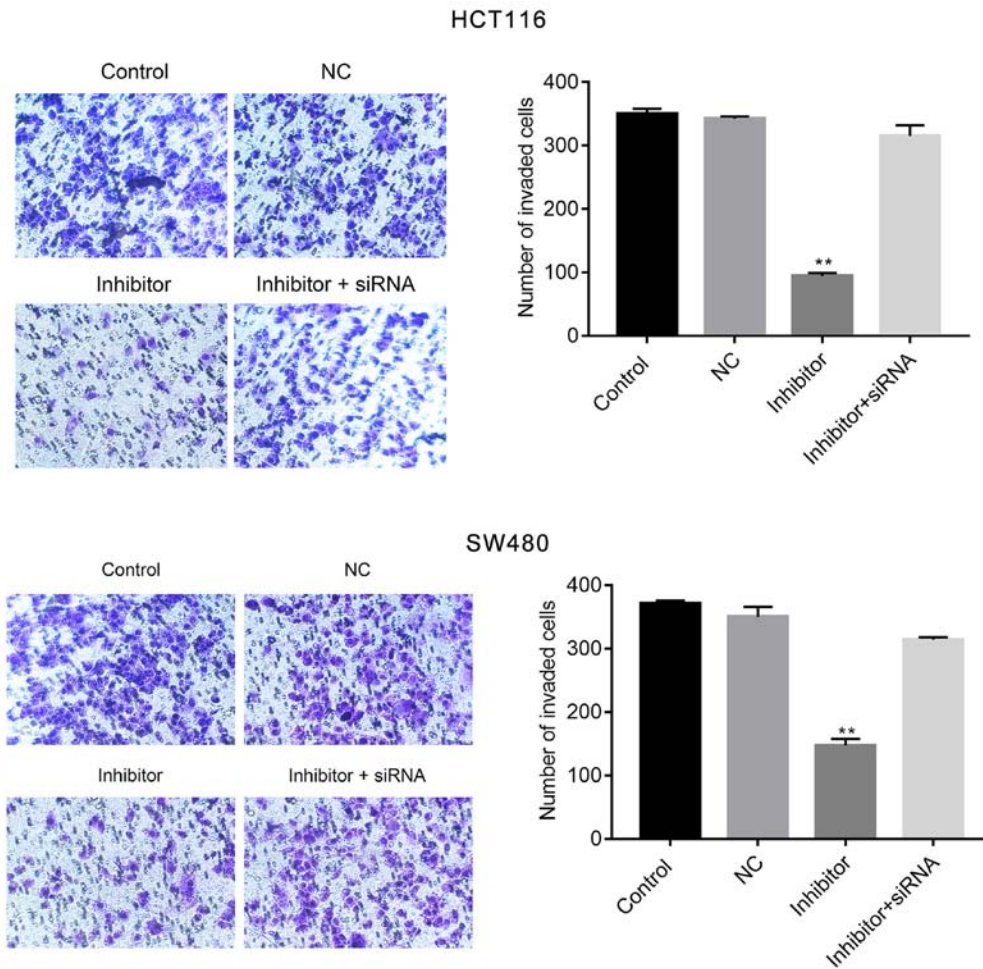 HCT116
Control NC
Inhibitor Inhibitor + siRNA
Number of invaded cells
400
300
200
100
0
**
Control NC Inhibitor Inhibitor+siRNA
SW480
Control NC
Inhibitor Inhibitor + siRNA
Number of invaded cells
400
300
200
100
0
**
Control NC Inhibitor Inhibitor+siRNA